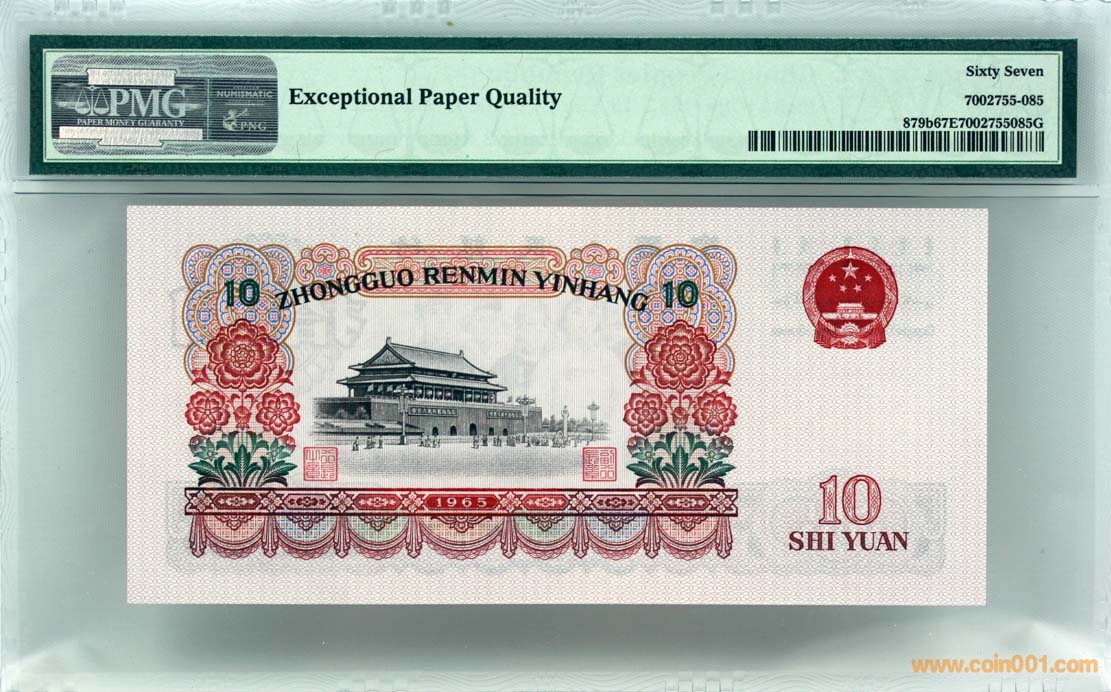 PMG
PAPER MONEY GUARANTY
NUMISMATIC
PNG
Exceptional Paper Quality
Sixty Seven
7002755-085
879b67E7002755085G
10 ZHONGGUO RENMIN YINHANG 10
1965
10
SHI YUAN
www.coin001.com